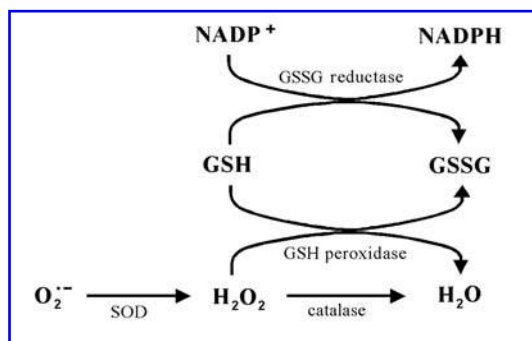 NADP⁺ NADPH
GSSG reductase
GSH GSSG
GSH peroxidase
O₂˙⁻ SOD H₂O₂ catalase H₂O